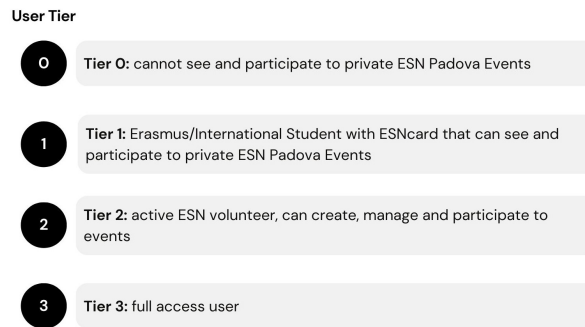 User Tier
0
Tier 0: cannot see and participate to private ESN Padova Events
1
Tier 1: Erasmus/International Student with ESNcard that can see and
participate to private ESN Padova Events
2
Tier 2: active ESN volunteer, can create, manage and participate to
events
3
Tier 3: full access user